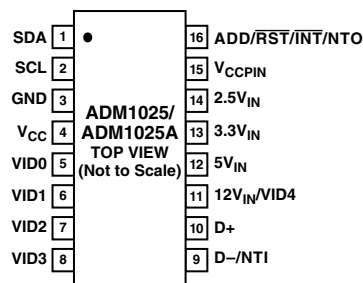 SDA 1
SCL 2
GND 3
VCC 4
VID0 5
VID1 6
VID2 7
VID3 8
ADM1025/
ADM1025A
TOP VIEW
(Not to Scale)
16 ADD/RST/INT/NTO
15 VCCPIN
14 2.5VIN
13 3.3VIN
12 5VIN
11 12VIN/VID4
10 D+
9 D–/NTI